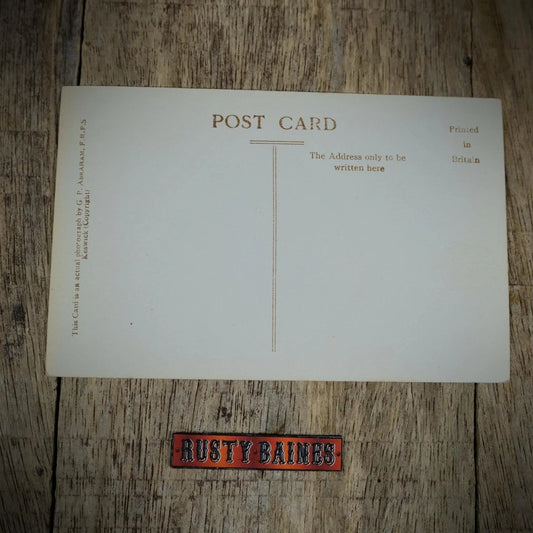 POST CARD
This Card is an actual photograph by G. P. ABRAHAM, F.R.P.S
Keswick (Copyright)
The Address only to be
written here
Printed
in
Britain
RUSTY·BAINES